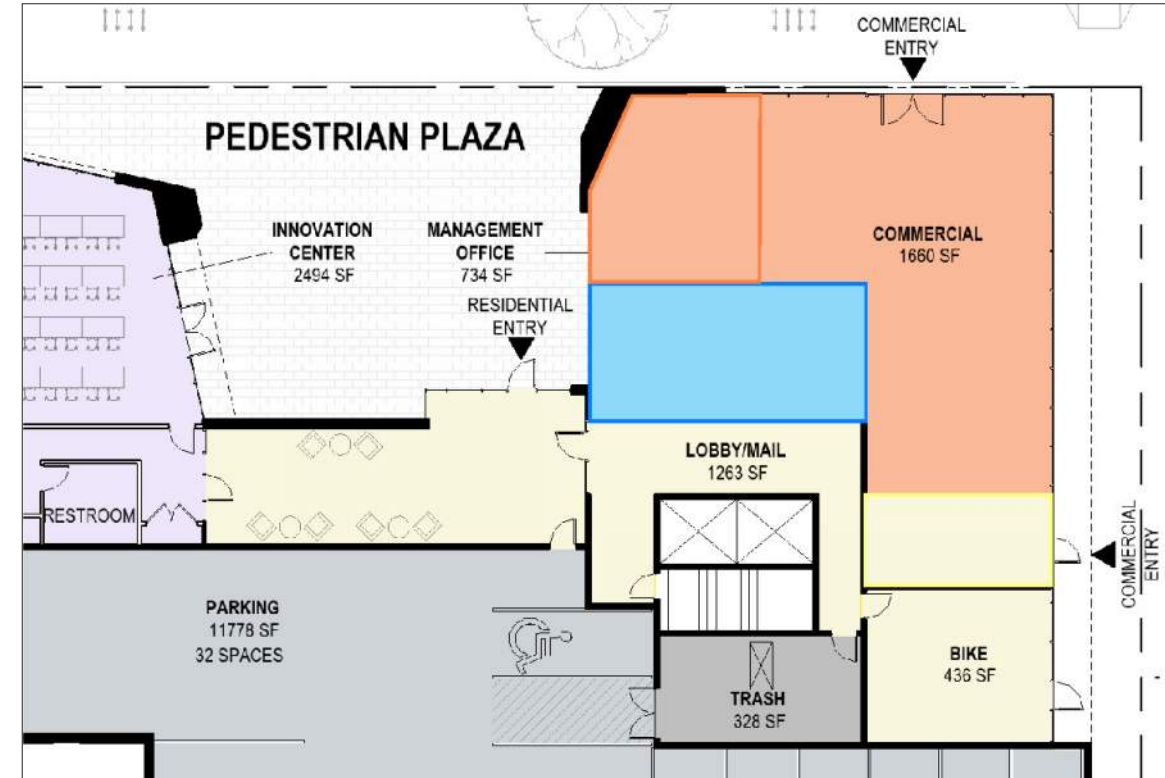 COMMERCIAL
ENTRY
PEDESTRIAN PLAZA
INNOVATION
CENTER
2494 SF
MANAGEMENT
OFFICE
734 SF
COMMERCIAL
1660 SF
RESIDENTIAL
ENTRY
LOBBY/MAIL
1263 SF
RESTROOM
COMMERCIAL
ENTRY
PARKING
11778 SF
32 SPACES
BIKE
436 SF
TRASH
328 SF